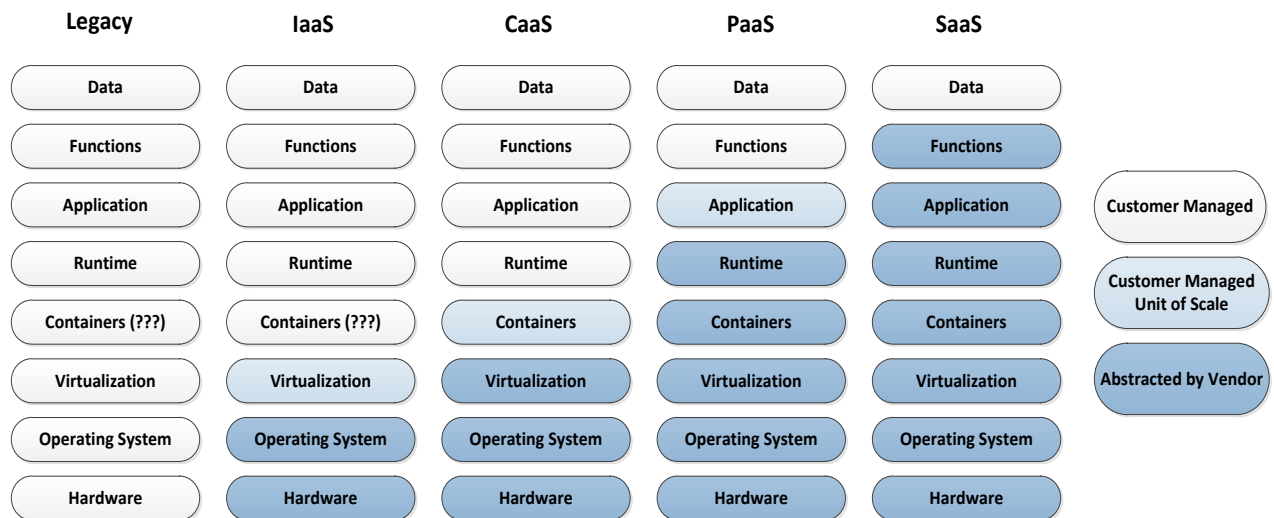 Legacy IaaS CaaS PaaS SaaS
Data Data Data Data Data
Functions Functions Functions Functions Functions
Application Application Application Application Application
Runtime Runtime Runtime Runtime Runtime
Containers (???) Containers (???) Containers Containers Containers
Virtualization Virtualization Virtualization Virtualization Virtualization
Operating System Operating System Operating System Operating System Operating System
Hardware Hardware Hardware Hardware Hardware
Customer Managed
Customer Managed
Unit of Scale
Abstracted by Vendor